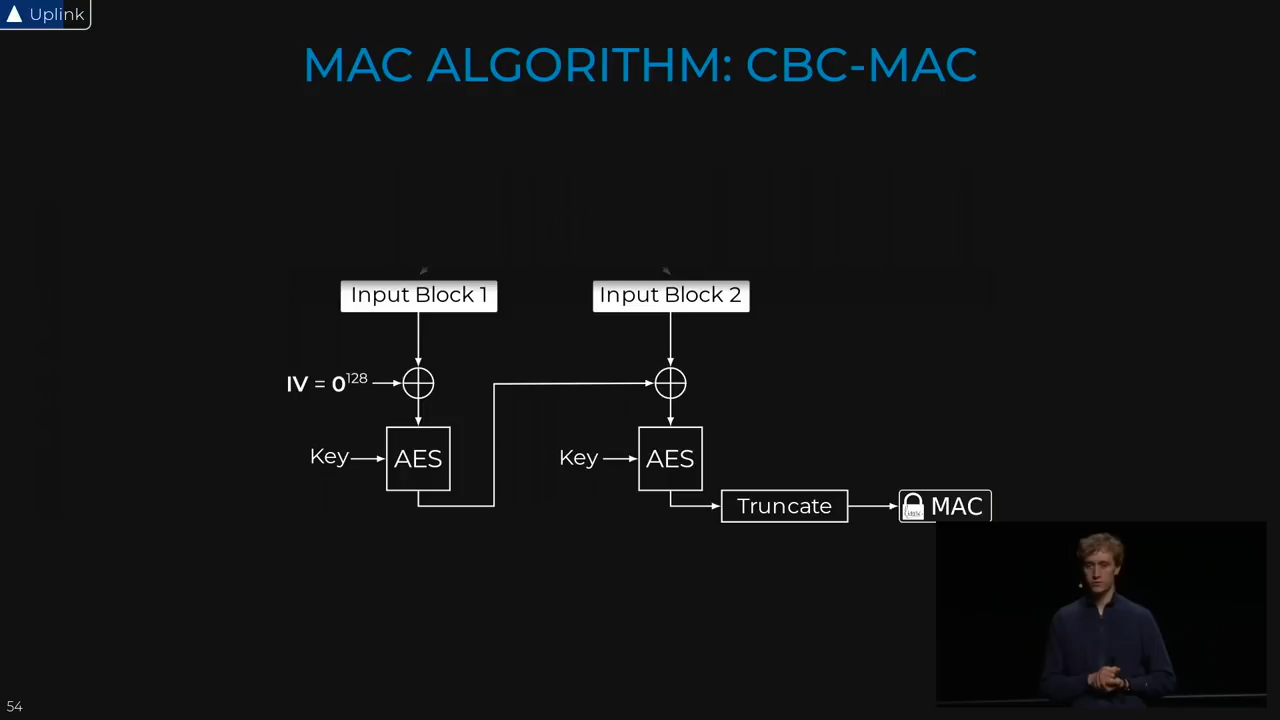 Uplink
MAC ALGORITHM: CBC-MAC
Input Block 1
Input Block 2
IV = 0¹²⁸
Key
AES
Key
AES
Truncate
MAC
54